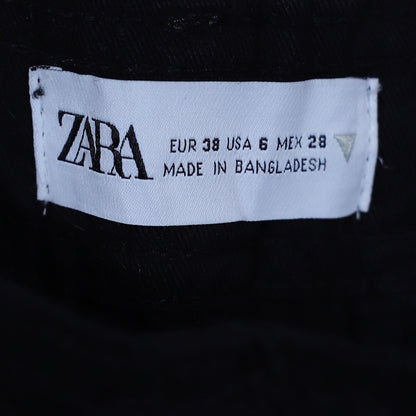 ZARA
EUR 38 USA 6 MEX 28
MADE IN BANGLADESH